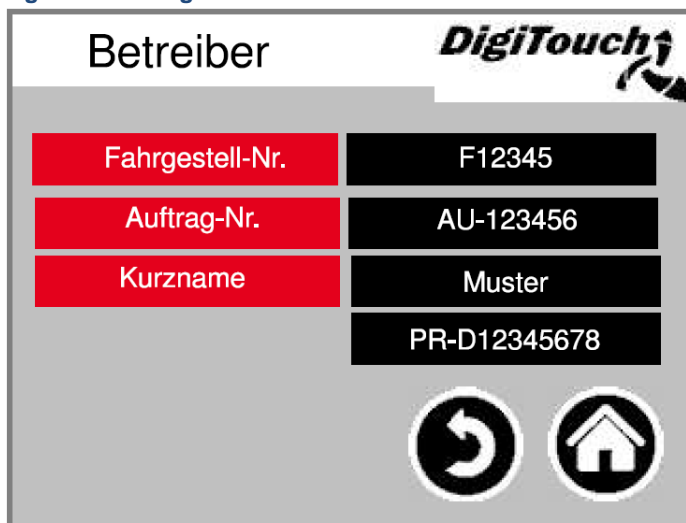 Betreiber
DigiTouch
Fahrgestell-Nr.
F12345
Auftrag-Nr.
AU-123456
Kurzname
Muster
PR-D12345678